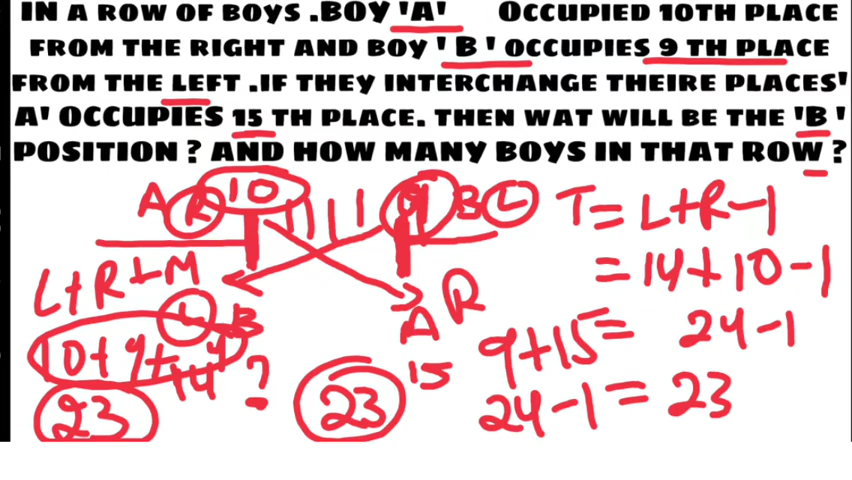 IN A ROW OF BOYS .BOY 'A' OCCUPIED 10TH PLACE
FROM THE RIGHT AND BOY ' B ' OCCUPIES 9 TH PLACE
FROM THE LEFT .IF THEY INTERCHANGE THEIRE PLACES'
A' OCCUPIES 15 TH PLACE. THEN WAT WILL BE THE 'B '
POSITION ? AND HOW MANY BOYS IN THAT ROW ?
A R 10 9 B L T = L+R-1
L+R+M = 14+10-1
L B A R
10+9+4 9+15= 24-1
14 ? 15
23 23 24-1= 23